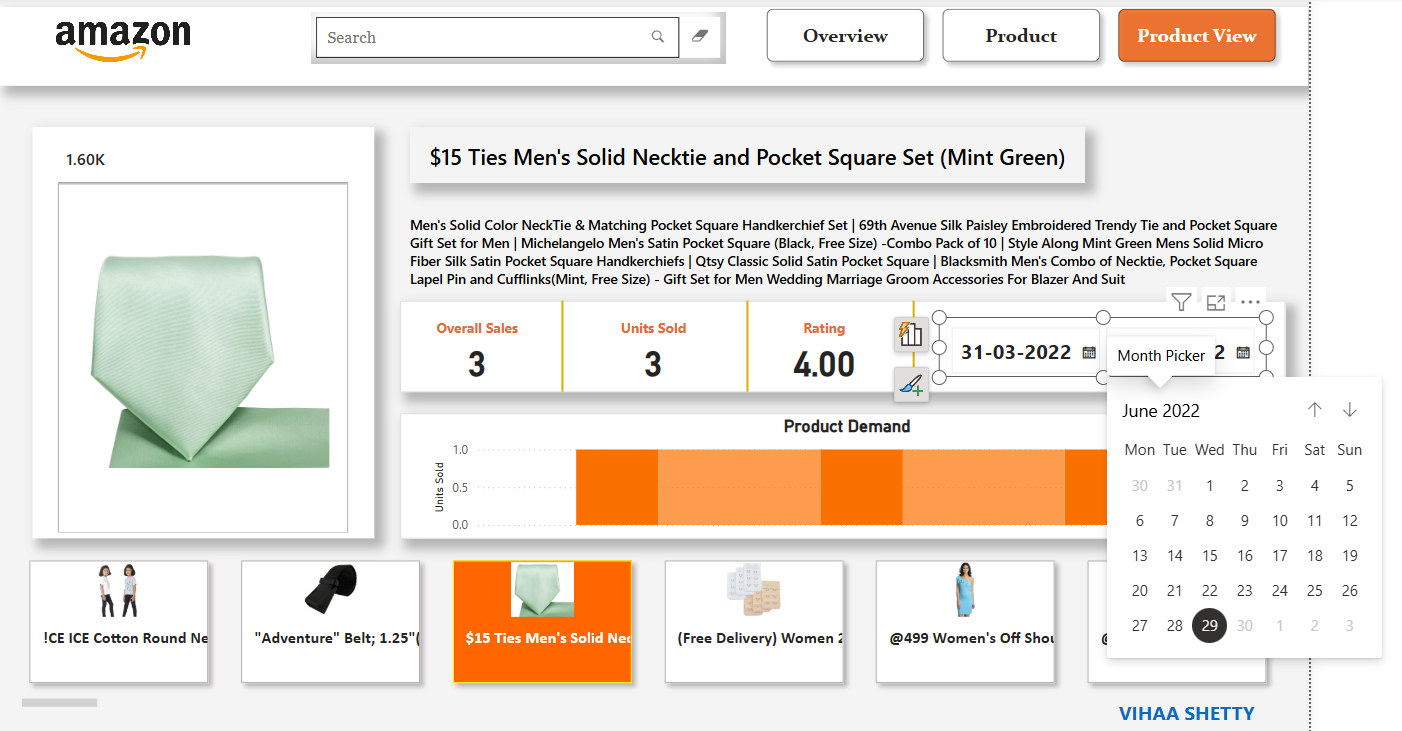 amazon
Search
Overview
Product
Product View
1.60K
$15 Ties Men's Solid Necktie and Pocket Square Set (Mint Green)
Men's Solid Color NeckTie & Matching Pocket Square Handkerchief Set | 69th Avenue Silk Paisley Embroidered Trendy Tie and Pocket Square
Gift Set for Men | Michelangelo Men's Satin Pocket Square (Black, Free Size) -Combo Pack of 10 | Style Along Mint Green Mens Solid Micro
Fiber Silk Satin Pocket Square Handkerchiefs | Qtsy Classic Solid Satin Pocket Square | Blacksmith Men's Combo of Necktie, Pocket Square
Lapel Pin and Cufflinks(Mint, Free Size) - Gift Set for Men Wedding Marriage Groom Accessories For Blazer And Suit
Overall Sales
3
Units Sold
3
Rating
4.00
31-03-2022
2
Month Picker
June 2022
Mon Tue Wed Thu Fri Sat Sun
30 31 1 2 3 4 5
6 7 8 9 10 11 12
13 14 15 16 17 18 19
20 21 22 23 24 25 26
27 28 29 30 1 2 3
Product Demand
Units Sold
1.0
0.5
0.0
!CE ICE Cotton Round Ne
"Adventure" Belt; 1.25"(
$15 Ties Men's Solid Nec
(Free Delivery) Women 2
@499 Women's Off Shou
VIHAA SHETTY